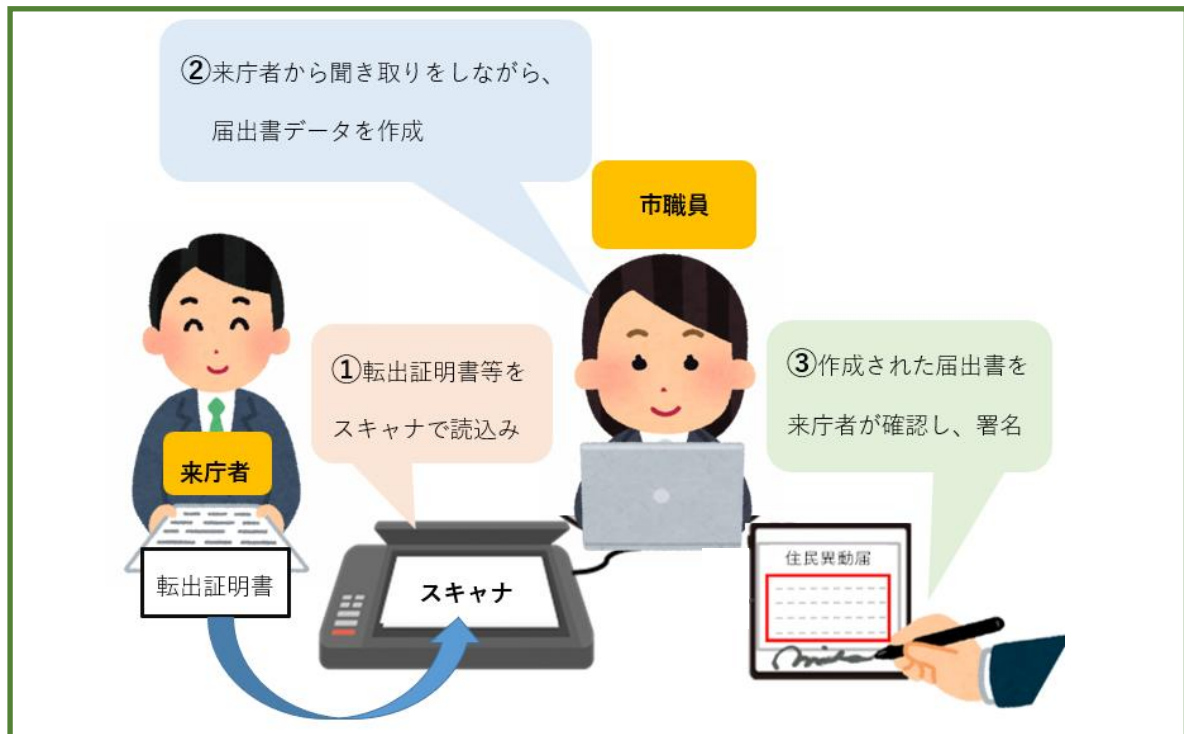 ②来庁者から聞き取りをしながら、
届出書データを作成
市職員
①転出証明書等を
スキャナで読込み
③作成された届出書を
来庁者が確認し、署名
来庁者
転出証明書
スキャナ
住民異動届